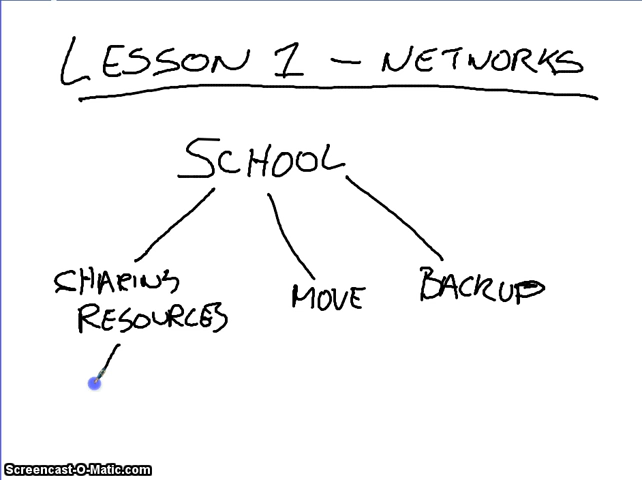 LESSON 1 - NETWORKS
SCHOOL
SHARING
RESOURCES
MOVE
BACKUP
Screencast-O-Matic.com